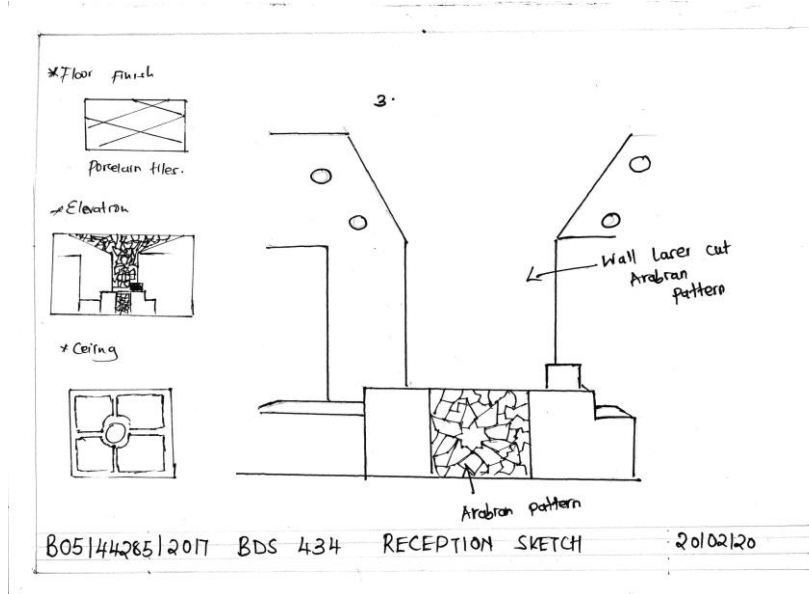 *Floor Finish
Porcelain tiles.
*Elevation
*Ceiing
3.
Wall Laser cut
Arabian
pattern
Arabian pattern
B05/44285/2017 BDS 434 RECEPTION SKETCH 20/02/20